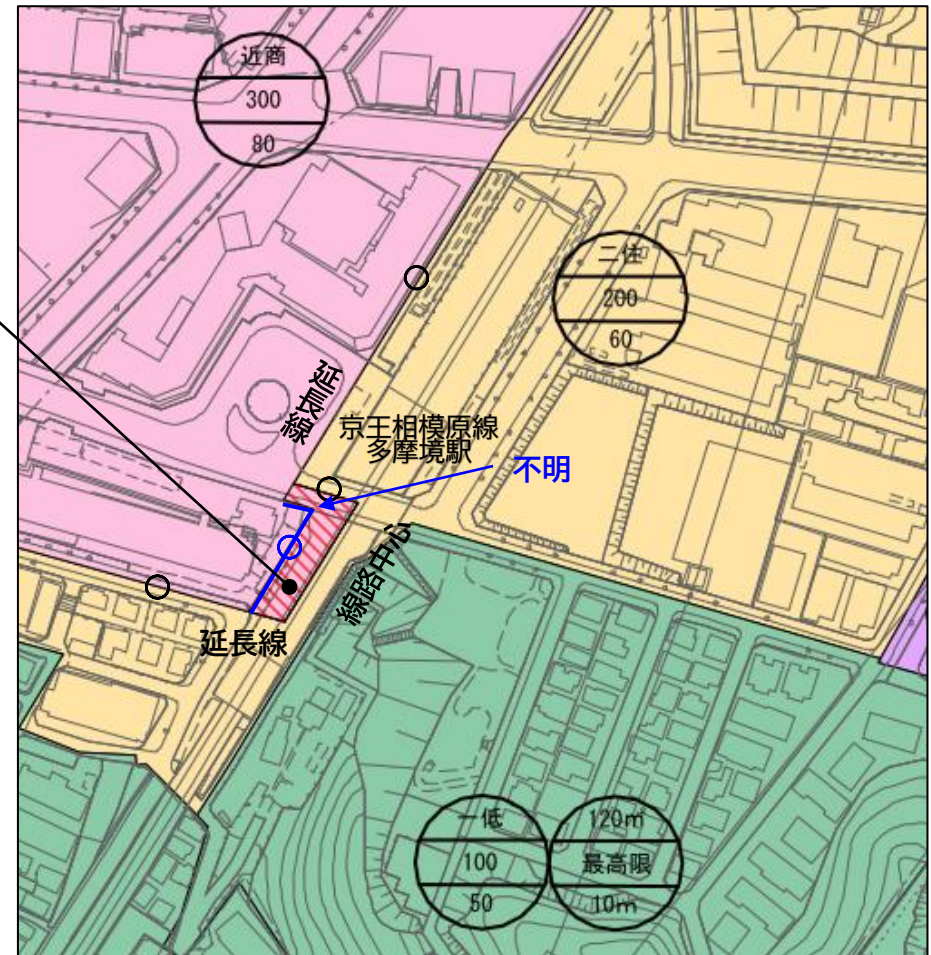 近商
300
80
二住
200
60
延長線
京王相模原線
多摩境駅
不明
線路中心
延長線
一低
100
50
120m
最高限
10m